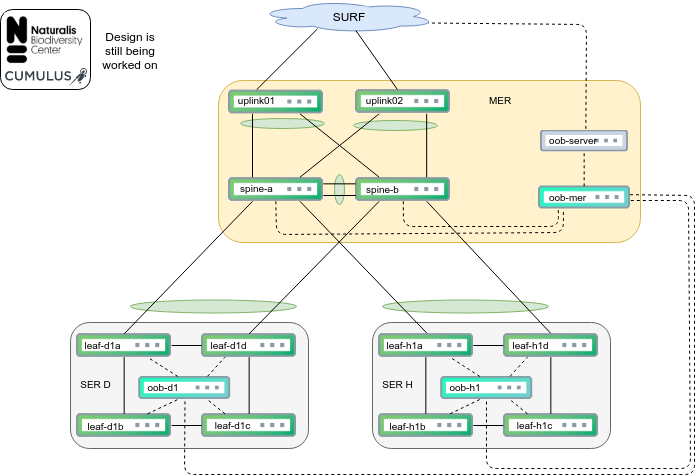 SURF
Naturalis
Biodiversity
Center
CUMULUS
Design is
still being
worked on
uplink01
uplink02
MER
oob-server
spine-a
spine-b
oob-mer
leaf-d1a
leaf-d1d
leaf-h1a
leaf-h1d
SER D
oob-d1
SER H
oob-h1
leaf-d1b
leaf-d1c
leaf-h1b
leaf-h1c